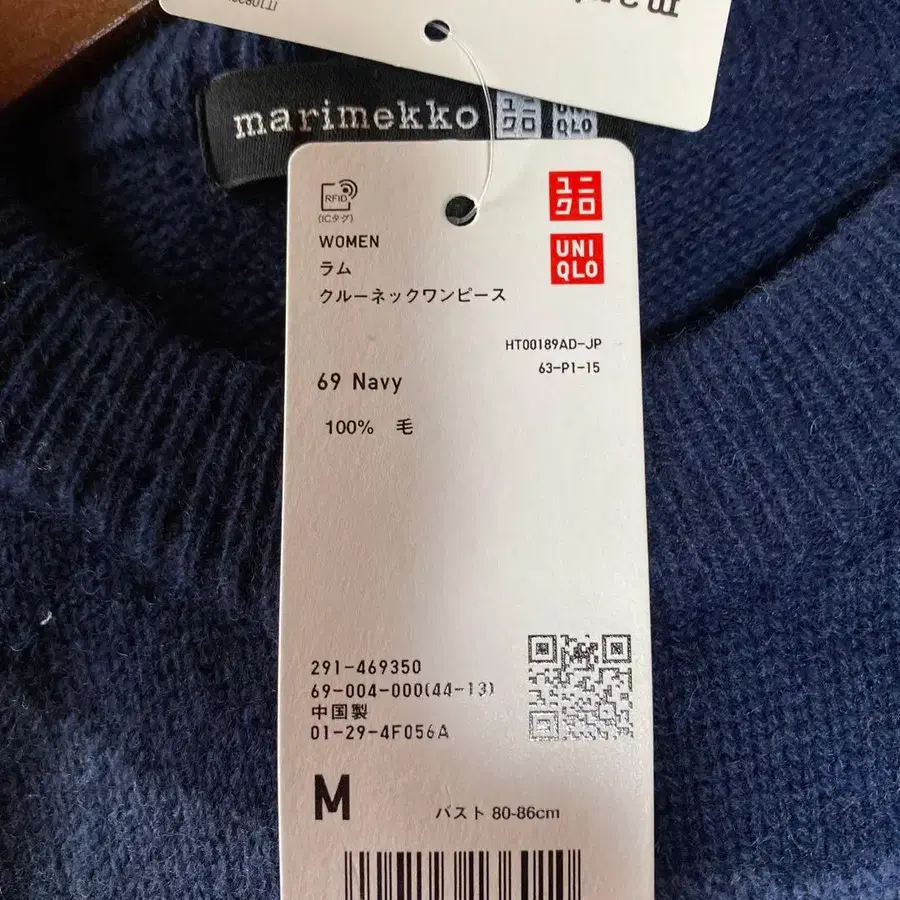 marimekko ユニクロ UNIQLO
RFID
(ICタグ)
ユニ
クロ
UNI
QLO
WOMEN
ラム
クルーネックワンピース
HT00189AD-JP
63-P1-15
69 Navy
100% 毛
291-469350
69-004-000(44-13)
中国製
01-29-4F056A
M
バスト 80-86cm